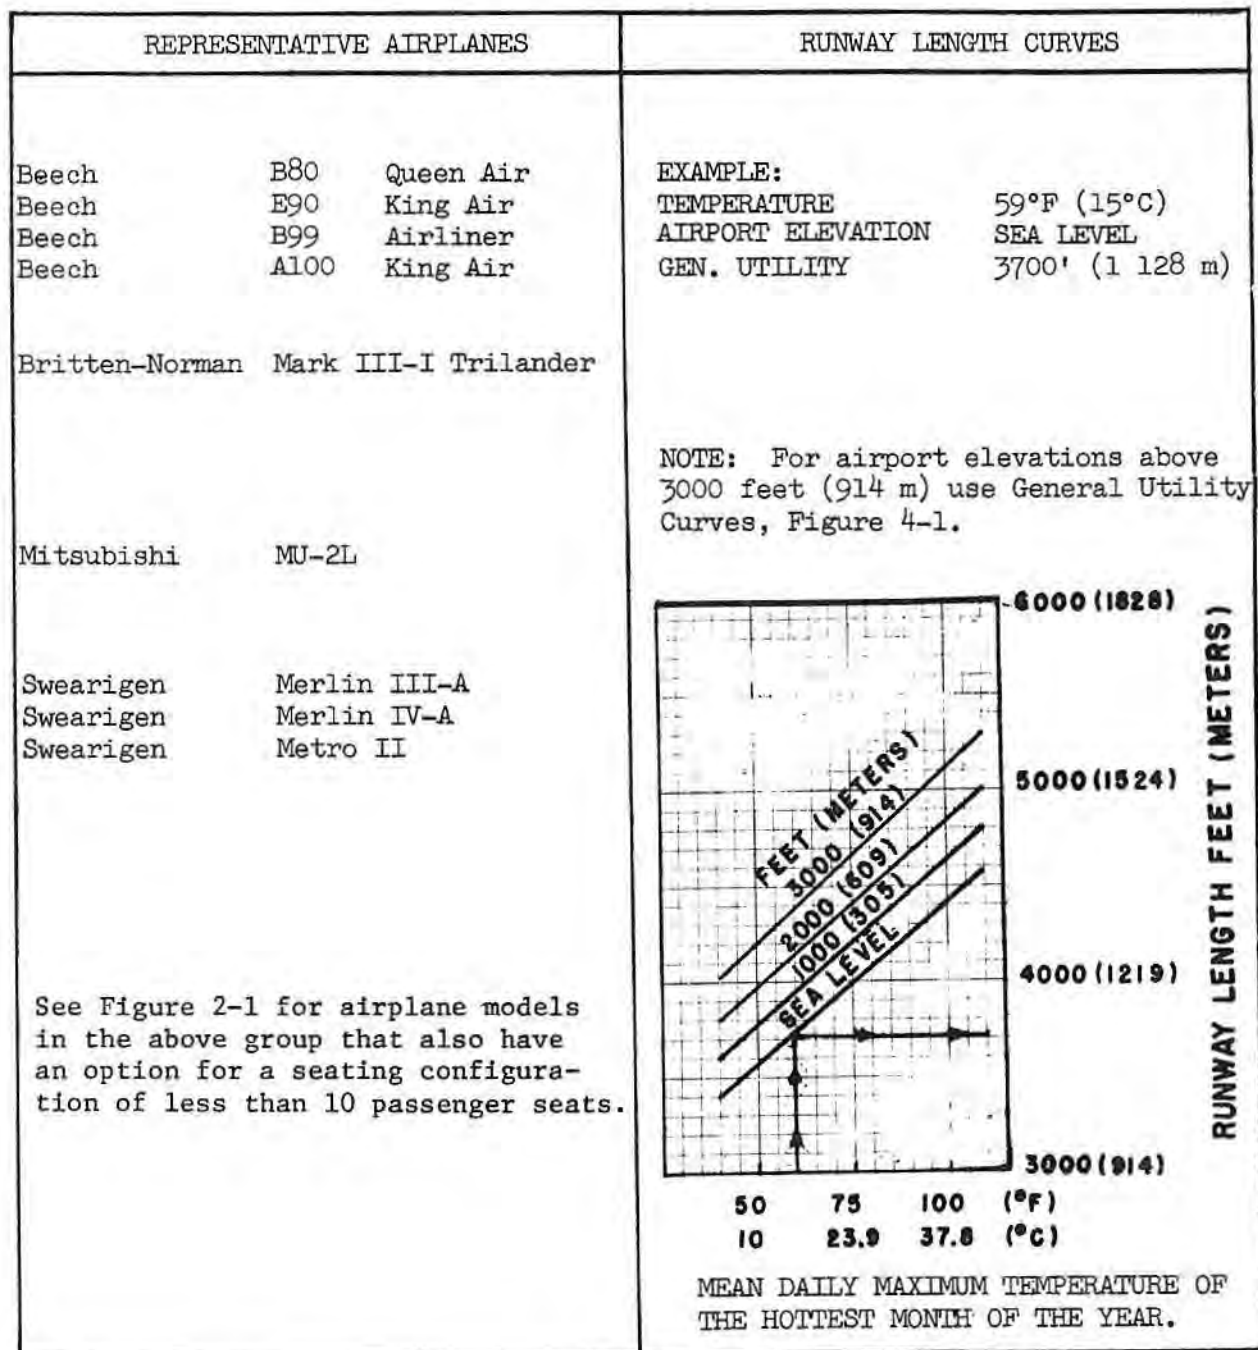 REPRESENTATIVE AIRPLANES
RUNWAY LENGTH CURVES
Beech B80 Queen Air
Beech E90 King Air
Beech B99 Airliner
Beech A100 King Air
Britten-Norman Mark III-I Trilander
Mitsubishi MU-2L
Swearigen Merlin III-A
Swearigen Merlin IV-A
Swearigen Metro II
See Figure 2-1 for airplane models
in the above group that also have
an option for a seating configura-
tion of less than 10 passenger seats.
EXAMPLE:
TEMPERATURE 59°F (15°C)
AIRPORT ELEVATION SEA LEVEL
GEN. UTILITY 3700' (1 128 m)
NOTE: For airport elevations above
3000 feet (914 m) use General Utility
Curves, Figure 4-1.
6000 (1828)
5000 (1524)
4000 (1219)
3000 (914)
RUNWAY LENGTH FEET (METERS)
FEET (METERS)
3000 (914)
2000 (609)
1000 (305)
SEA LEVEL
50 75 100 (°F)
10 23.9 37.8 (°C)
MEAN DAILY MAXIMUM TEMPERATURE OF
THE HOTTEST MONTH OF THE YEAR.